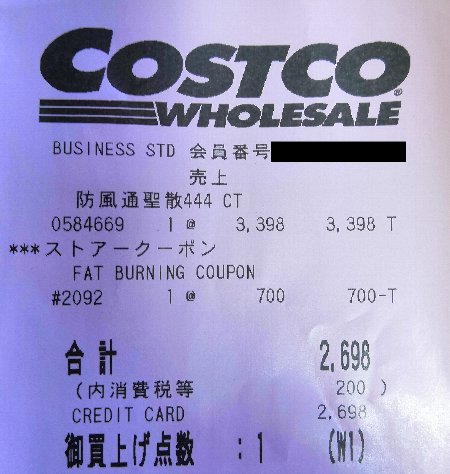 COSTCO
WHOLESALE
BUSINESS STD 会員番号
売上
防風通聖散444 CT
0584669 1 @ 3,398 3,398 T
***ストアークーポン
FAT BURNING COUPON
#2092 1 @ 700 700-T
合計 2,698
(内消費税等 200 )
CREDIT CARD 2,698
御買上げ点数 : 1 (W1)